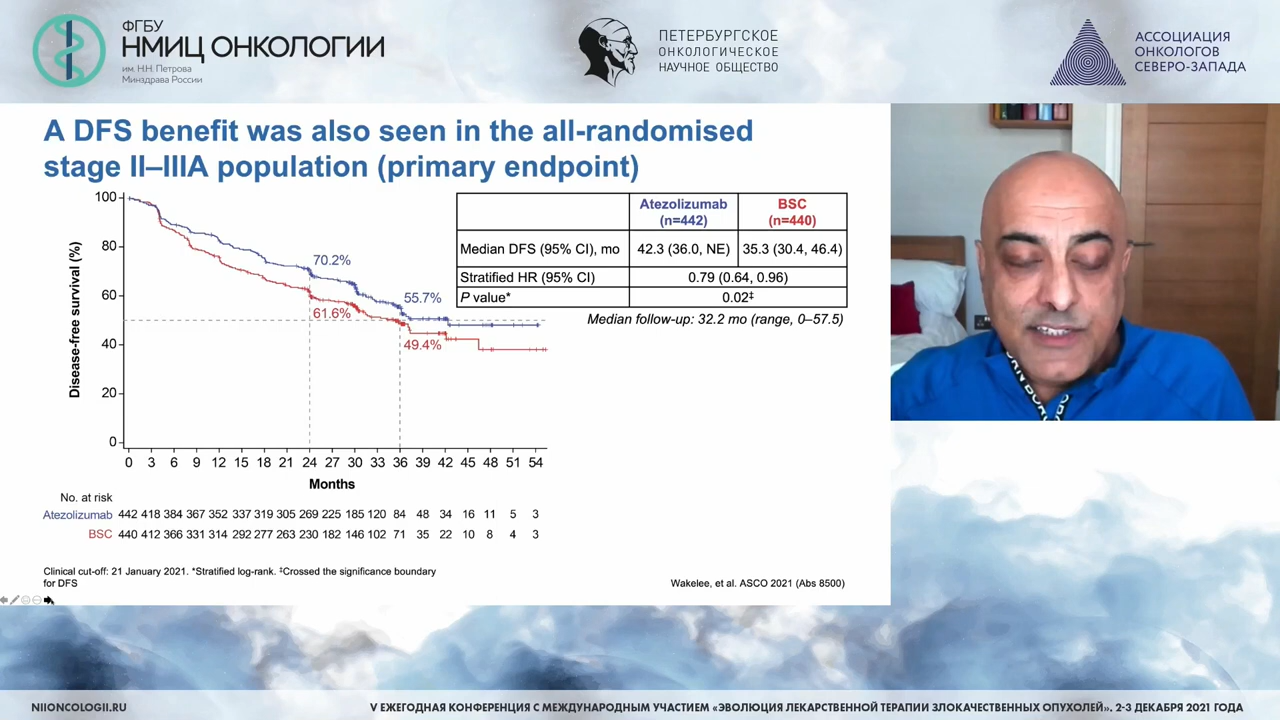 ФГБУ
НМИЦ ОНКОЛОГИИ
им. Н.Н. Петрова
Минздрава России
ПЕТЕРБУРГСКОЕ
ОНКОЛОГИЧЕСКОЕ
НАУЧНОЕ ОБЩЕСТВО
АССОЦИАЦИЯ
ОНКОЛОГОВ
СЕВЕРО-ЗАПАДА
A DFS benefit was also seen in the all-randomised
stage II–IIIA population (primary endpoint)
Disease-free survival (%)
100
80
60
40
20
0
70.2%
61.6%
55.7%
49.4%
0 3 6 9 12 15 18 21 24 27 30 33 36 39 42 45 48 51 54
Months
Atezolizumab (n=442) BSC (n=440)
Median DFS (95% CI), mo 42.3 (36.0, NE) 35.3 (30.4, 46.4)
Stratified HR (95% CI) 0.79 (0.64, 0.96)
P value* 0.02‡
Median follow-up: 32.2 mo (range, 0–57.5)
No. at risk
Atezolizumab 442 418 384 367 352 337 319 305 269 225 185 120 84 48 34 16 11 5 3
BSC 440 412 366 331 314 292 277 263 230 182 146 102 71 35 22 10 8 4 3
Clinical cut-off: 21 January 2021. *Stratified log-rank. ‡Crossed the significance boundary
for DFS
Wakelee, et al. ASCO 2021 (Abs 8500)
NIIONCOLOGII.RU
V ЕЖЕГОДНАЯ КОНФЕРЕНЦИЯ С МЕЖДУНАРОДНЫМ УЧАСТИЕМ «ЭВОЛЮЦИЯ ЛЕКАРСТВЕННОЙ ТЕРАПИИ ЗЛОКАЧЕСТВЕННЫХ ОПУХОЛЕЙ». 2-3 ДЕКАБРЯ 2021 ГОДА